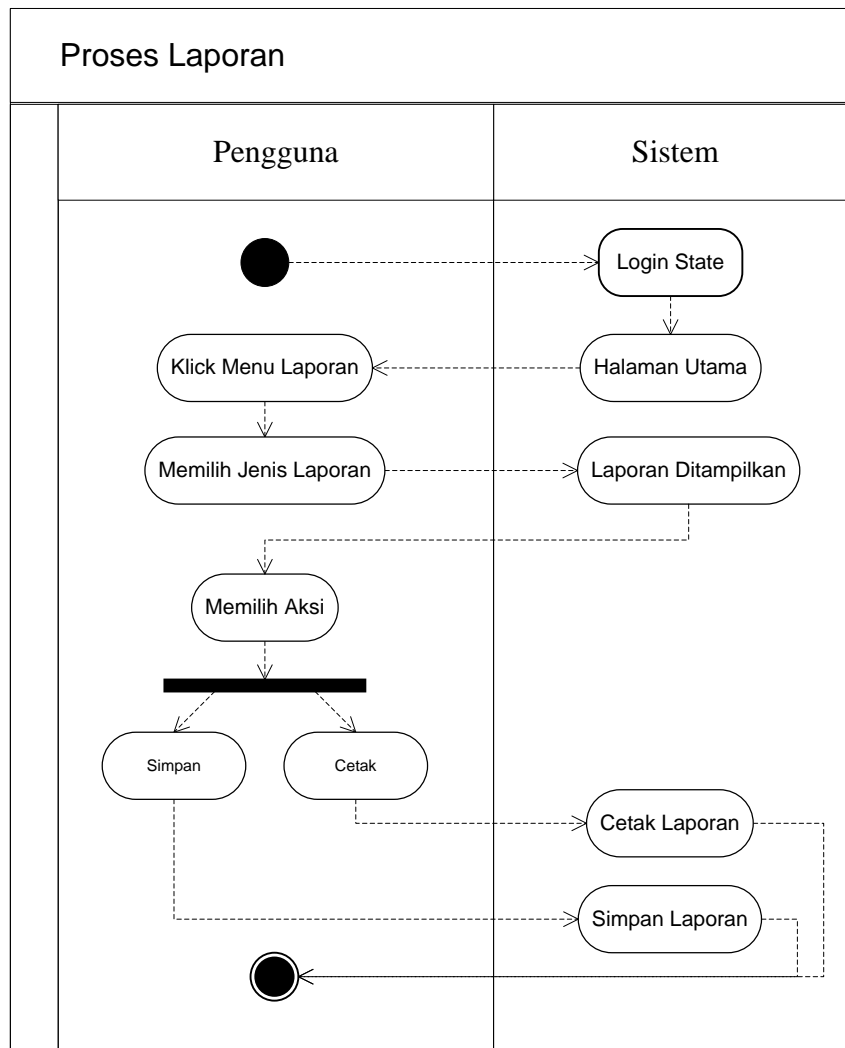 Proses Laporan
Pengguna
Sistem
Login State
Klick Menu Laporan
Halaman Utama
Memilih Jenis Laporan
Laporan Ditampilkan
Memilih Aksi
Simpan
Cetak
Cetak Laporan
Simpan Laporan